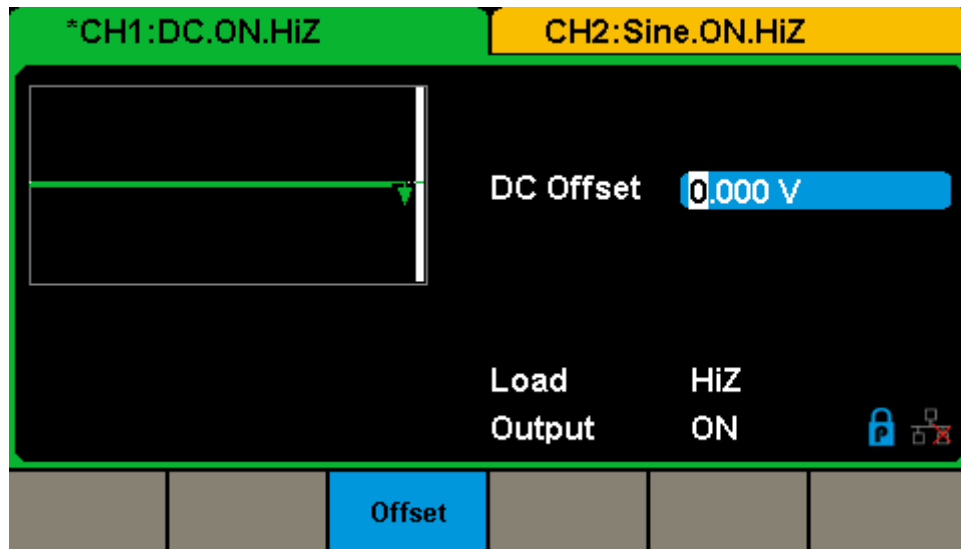 *CH1:DC.ON.HiZ
CH2:Sine.ON.HiZ
DC Offset 0.000 V
Load HiZ
Output ON
P
Offset